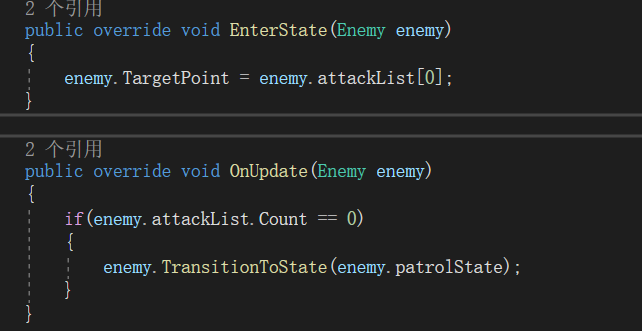 2 个引用
public override void EnterState(Enemy enemy)
{
enemy.TargetPoint = enemy.attackList[0];
}
2 个引用
public override void OnUpdate(Enemy enemy)
{
if(enemy.attackList.Count == 0)
{
enemy.TransitionToState(enemy.patrolState);
}
}